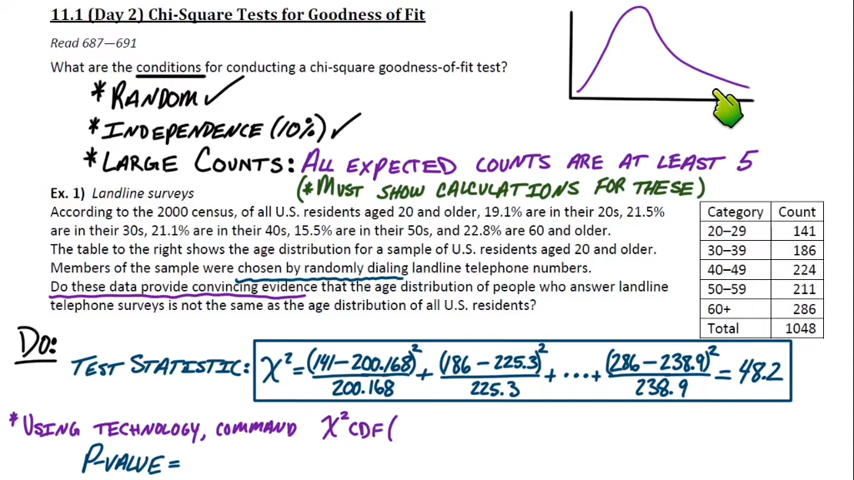 11.1 (Day 2) Chi-Square Tests for Goodness of Fit
Read 687—691
What are the conditions for conducting a chi-square goodness-of-fit test?
* RANDOM ✓
* INDEPENDENCE (10%) ✓
* LARGE COUNTS: ALL EXPECTED COUNTS ARE AT LEAST 5
(* MUST SHOW CALCULATIONS FOR THESE)
Ex. 1) Landline surveys
According to the 2000 census, of all U.S. residents aged 20 and older, 19.1% are in their 20s, 21.5%
are in their 30s, 21.1% are in their 40s, 15.5% are in their 50s, and 22.8% are 60 and older.
The table to the right shows the age distribution for a sample of U.S. residents aged 20 and older.
Members of the sample were chosen by randomly dialing landline telephone numbers.
Do these data provide convincing evidence that the age distribution of people who answer landline
telephone surveys is not the same as the age distribution of all U.S. residents?
Category Count
20–29 141
30–39 186
40–49 224
50–59 211
60+ 286
Total 1048
DO:
TEST STATISTIC: χ² = (141 – 200.168)²/200.168 + (186 – 225.3)²/225.3 + .... + (286 – 238.9)²/238.9 = 48.2
* USING TECHNOLOGY, COMMAND χ²CDF(
P-VALUE =